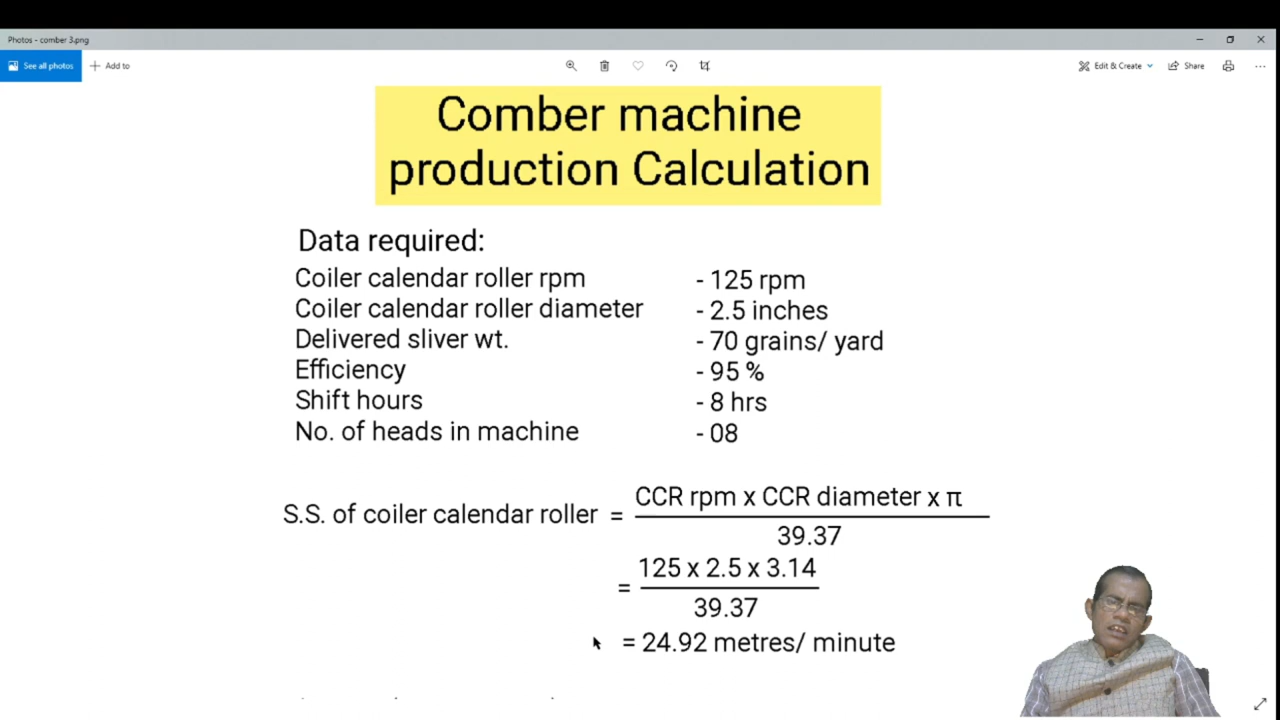 Photos - comber 3.png
See all photos
Add to
Edit & Create
Share
Comber machine
production Calculation
Data required:
Coiler calendar roller rpm - 125 rpm
Coiler calendar roller diameter - 2.5 inches
Delivered sliver wt. - 70 grains/ yard
Efficiency - 95 %
Shift hours - 8 hrs
No. of heads in machine - 08
S.S. of coiler calendar roller = CCR rpm x CCR diameter x π
39.37
= 125 x 2.5 x 3.14
39.37
= 24.92 metres/ minute